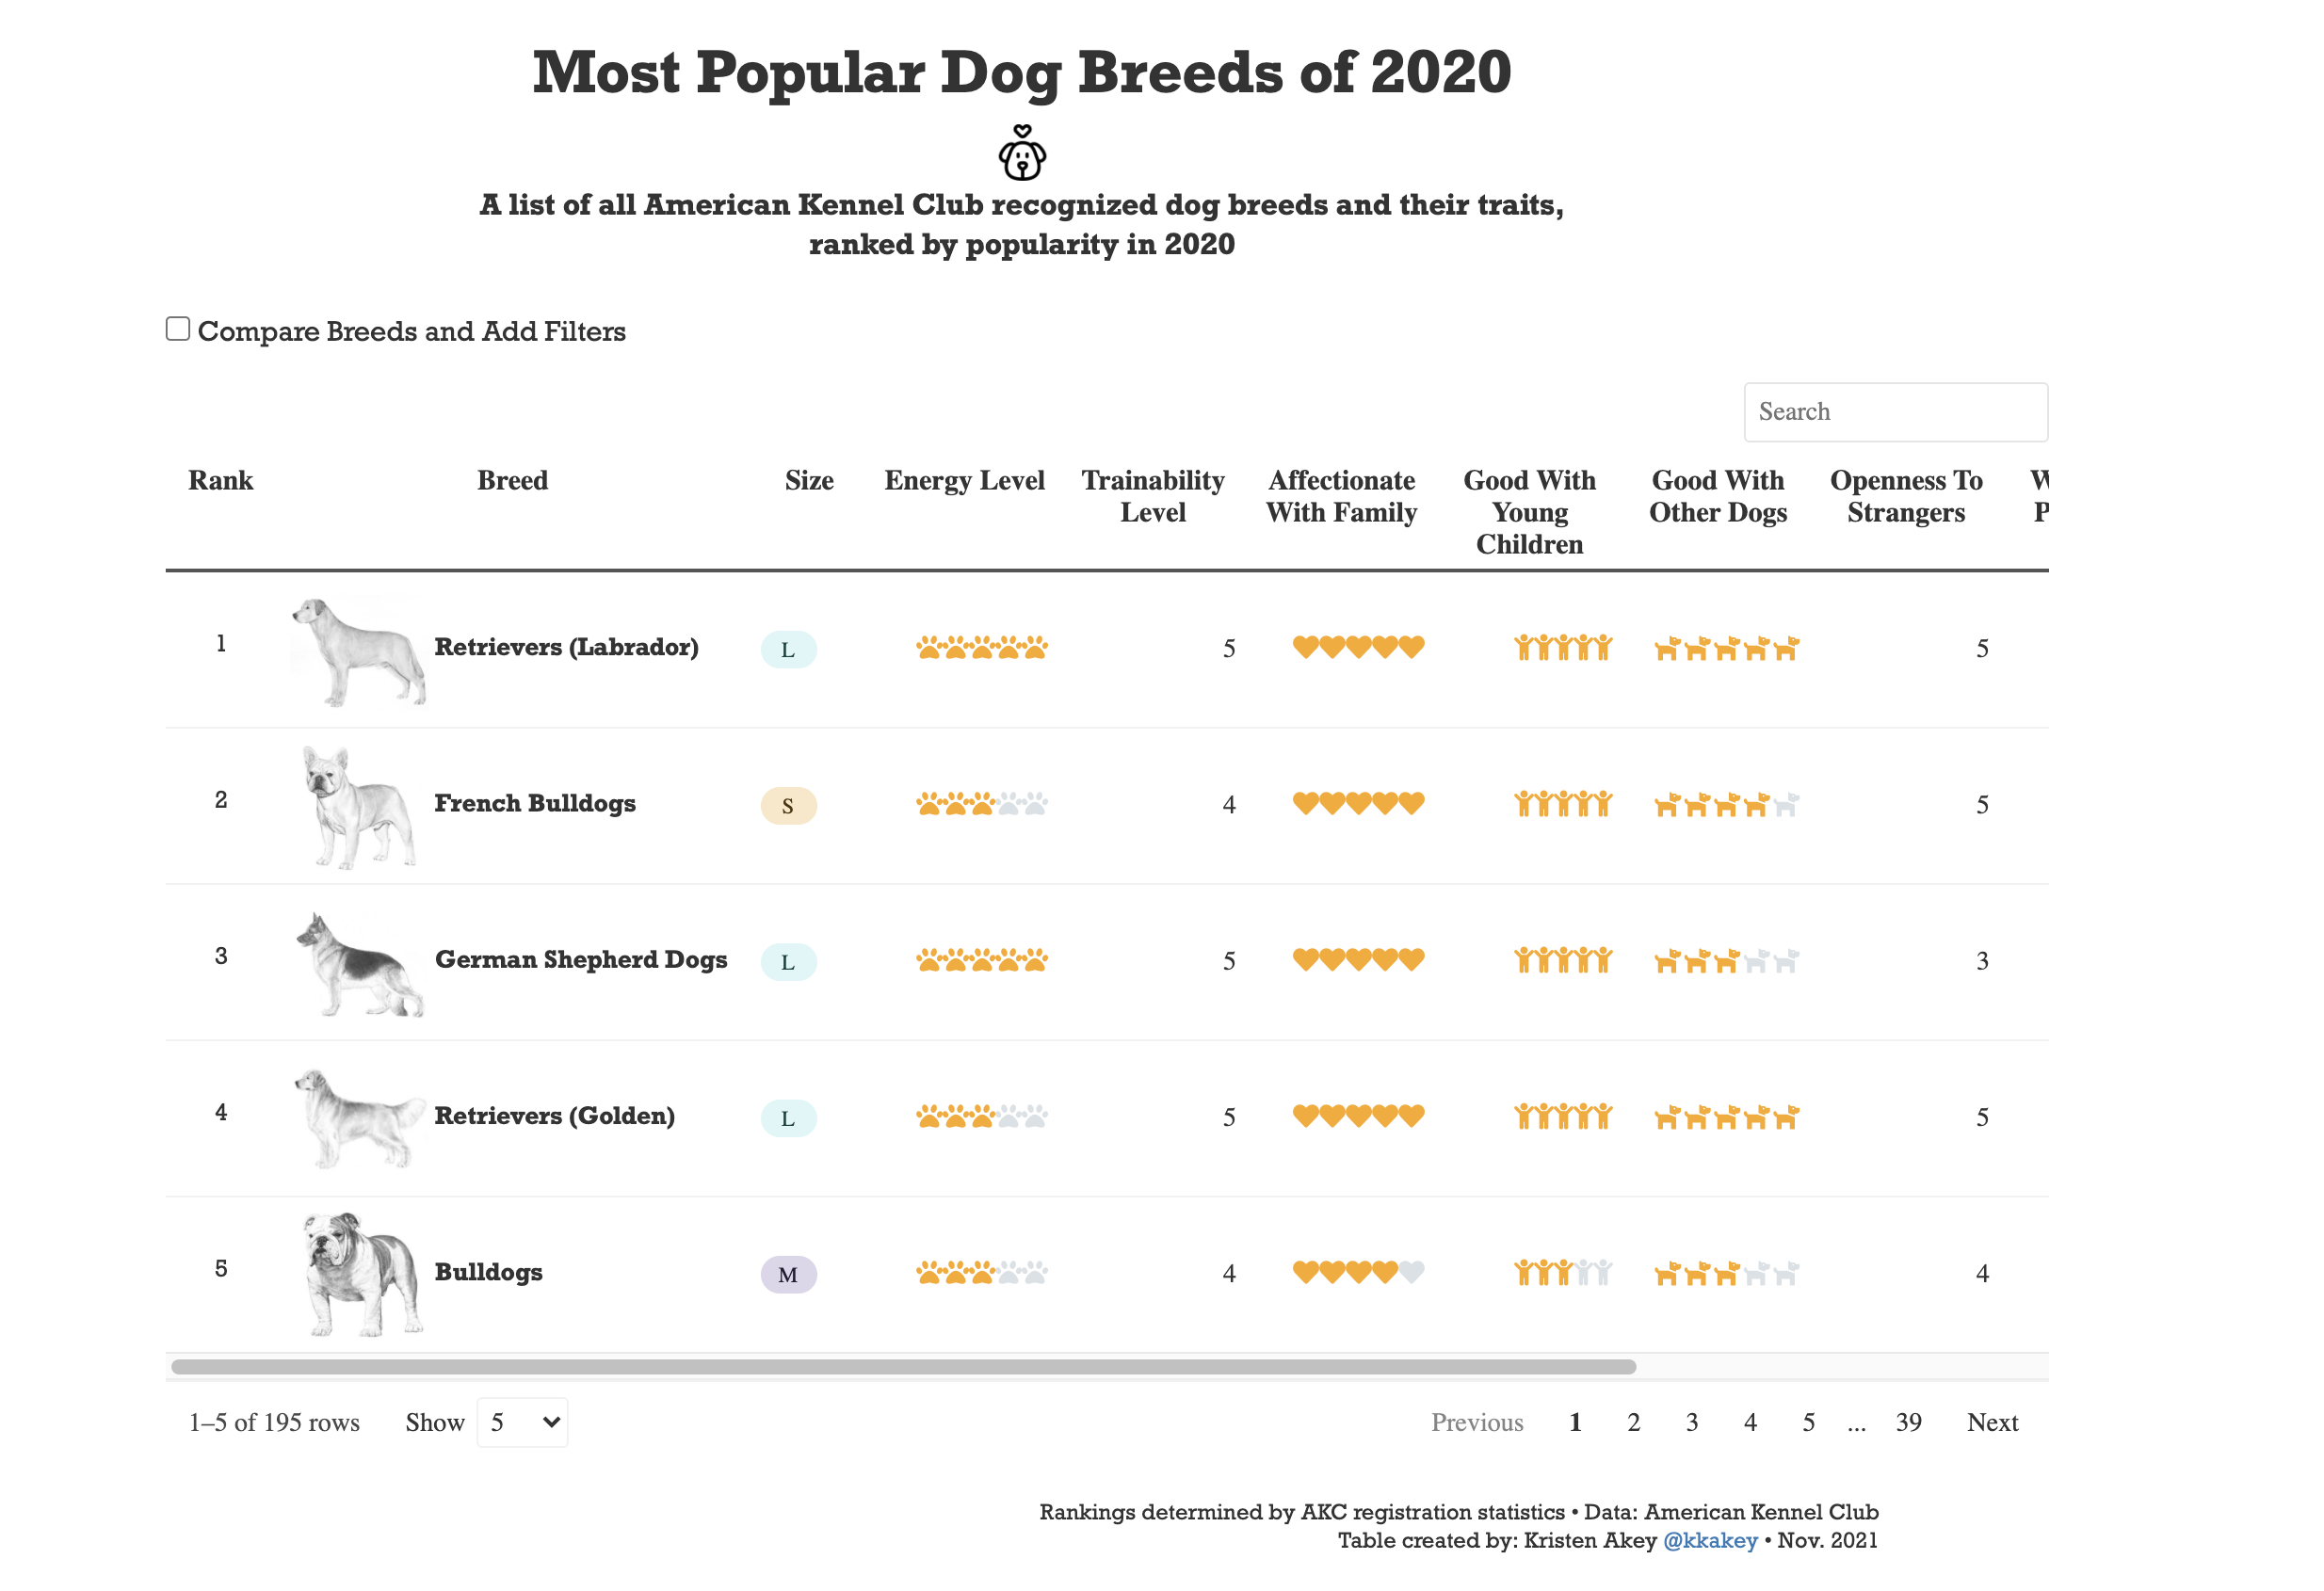 Most Popular Dog Breeds of 2020
A list of all American Kennel Club recognized dog breeds and their traits,
ranked by popularity in 2020
Compare Breeds and Add Filters
Search
Rank Breed Size Energy Level Trainability Level Affectionate With Family Good With Young Children Good With Other Dogs Openness To Strangers
1 Retrievers (Labrador) L 5 5
2 French Bulldogs S 4 5
3 German Shepherd Dogs L 5 3
4 Retrievers (Golden) L 5 5
5 Bulldogs M 4 4
1–5 of 195 rows Show 5 Previous 1 2 3 4 5 ... 39 Next
Rankings determined by AKC registration statistics • Data: American Kennel Club
Table created by: Kristen Akey @kkakey • Nov. 2021